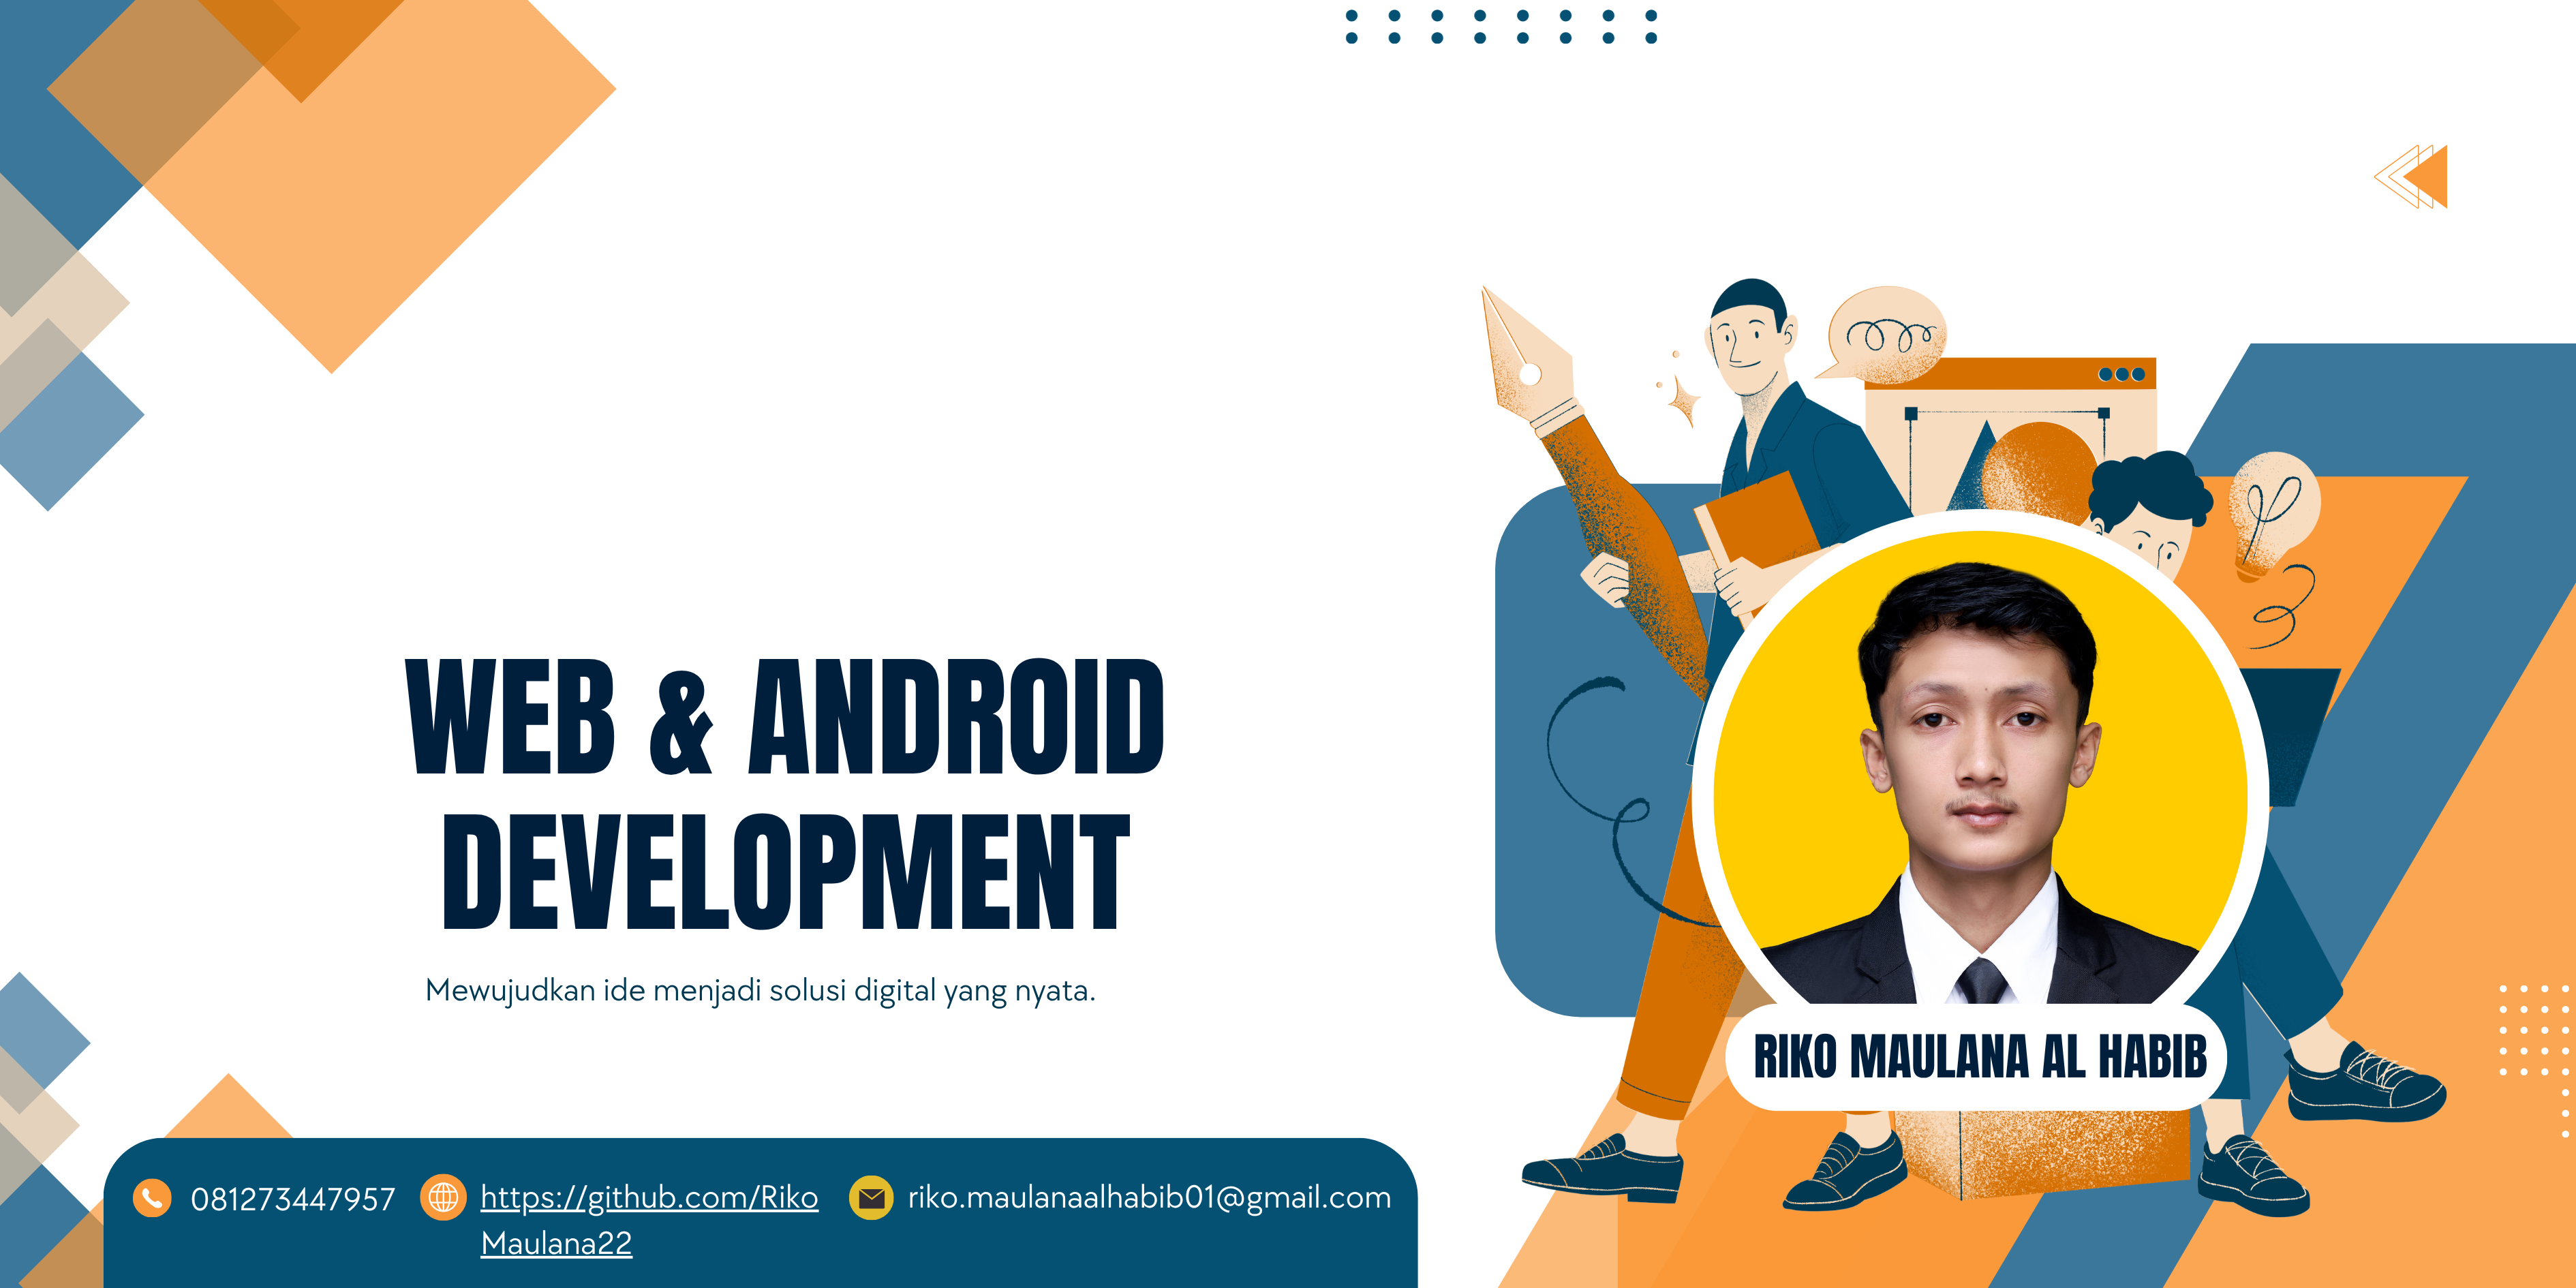 WEB & ANDROID
DEVELOPMENT
Mewujudkan ide menjadi solusi digital yang nyata.
RIKO MAULANA AL HABIB
081273447957
https://github.com/Riko
Maulana22
riko.maulanaalhabib01@gmail.com